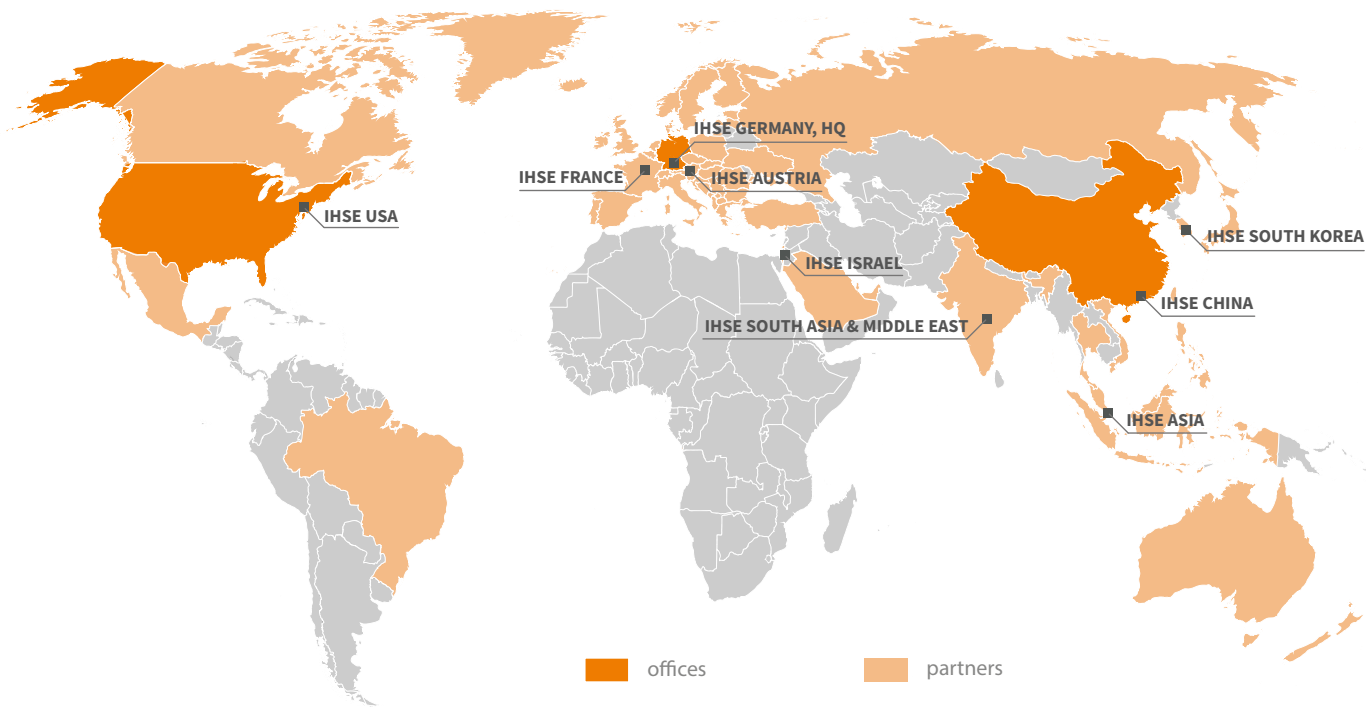 IHSE GERMANY, HQ
IHSE FRANCE
IHSE AUSTRIA
IHSE USA
IHSE SOUTH KOREA
IHSE ISRAEL
IHSE CHINA
IHSE SOUTH ASIA & MIDDLE EAST
IHSE ASIA
offices
partners